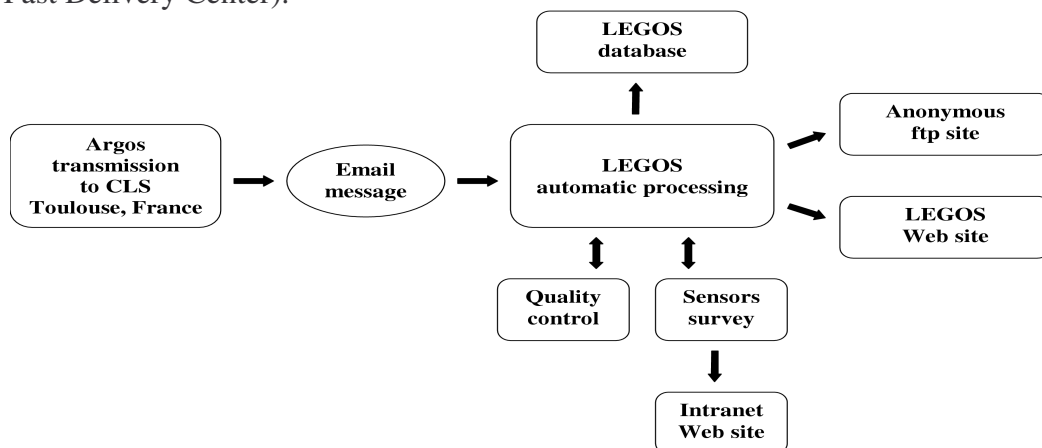 Fast Delivery Center).
LEGOS
database
Anonymous
ftp site
Argos
transmission
to CLS
Toulouse, France
Email
message
LEGOS
automatic processing
LEGOS
Web site
Quality
control
Sensors
survey
Intranet
Web site